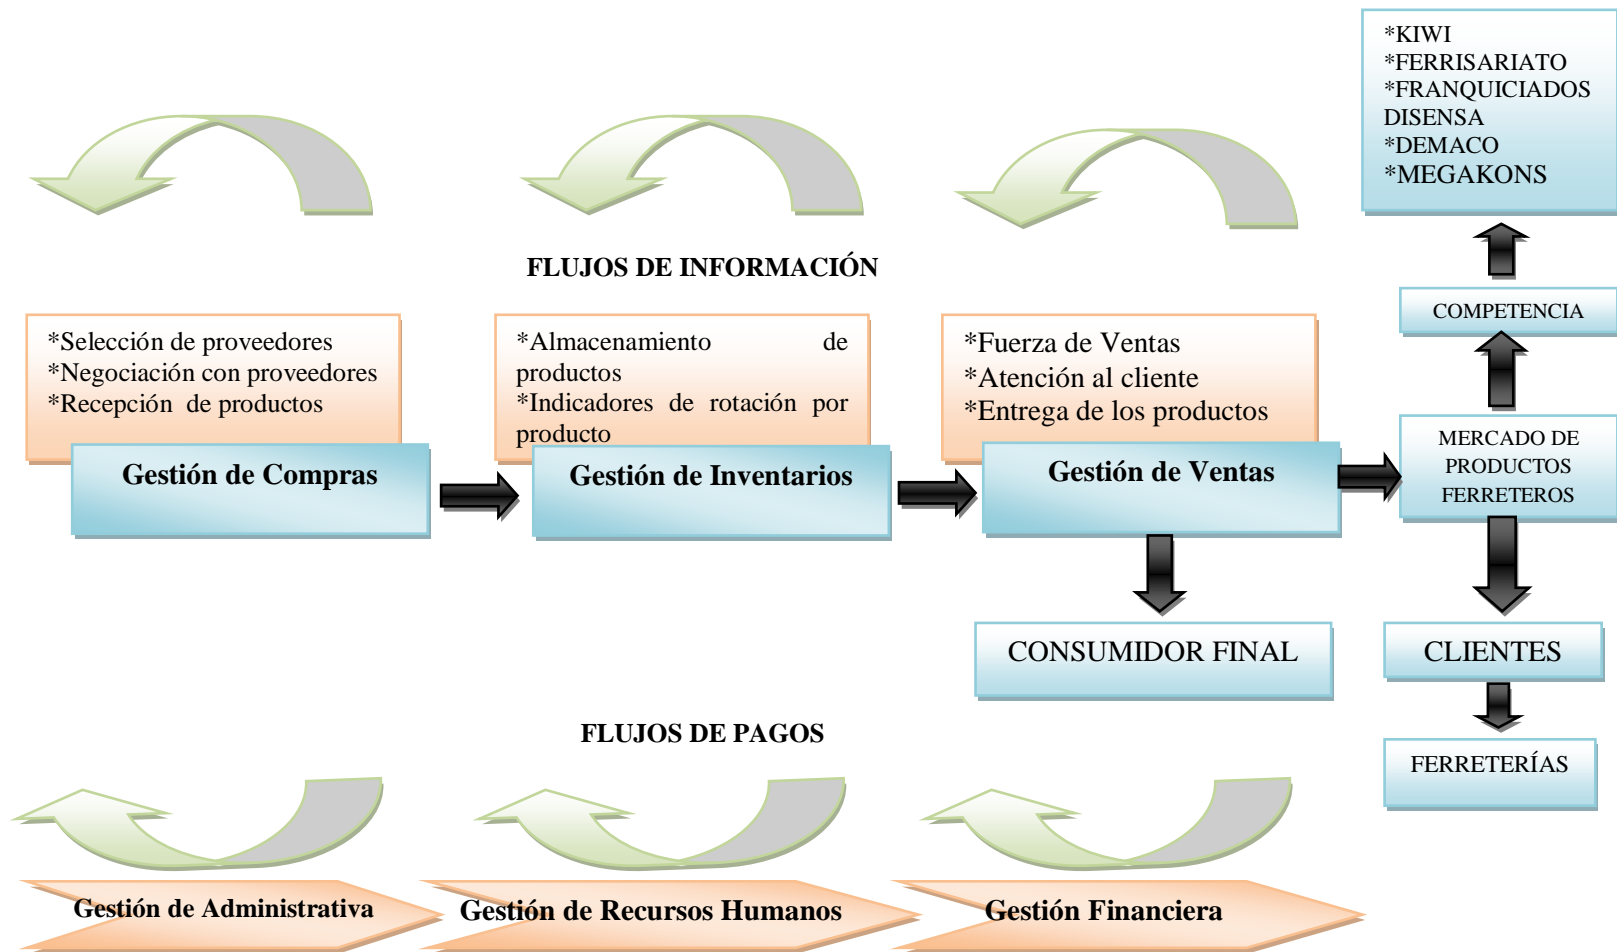 *KIWI
*FERRISARIATO
*FRANQUICIADOS
DISENSA
*DEMACO
*MEGAKONS
FLUJOS DE INFORMACIÓN
COMPETENCIA
*Selección de proveedores
*Negociación con proveedores
*Recepción de productos
Gestión de Compras
*Almacenamiento de
productos
*Indicadores de rotación por
producto
Gestión de Inventarios
*Fuerza de Ventas
*Atención al cliente
*Entrega de los productos
Gestión de Ventas
MERCADO DE
PRODUCTOS
FERRETEROS
CONSUMIDOR FINAL
CLIENTES
FERRETERÍAS
FLUJOS DE PAGOS
Gestión de Administrativa
Gestión de Recursos Humanos
Gestión Financiera